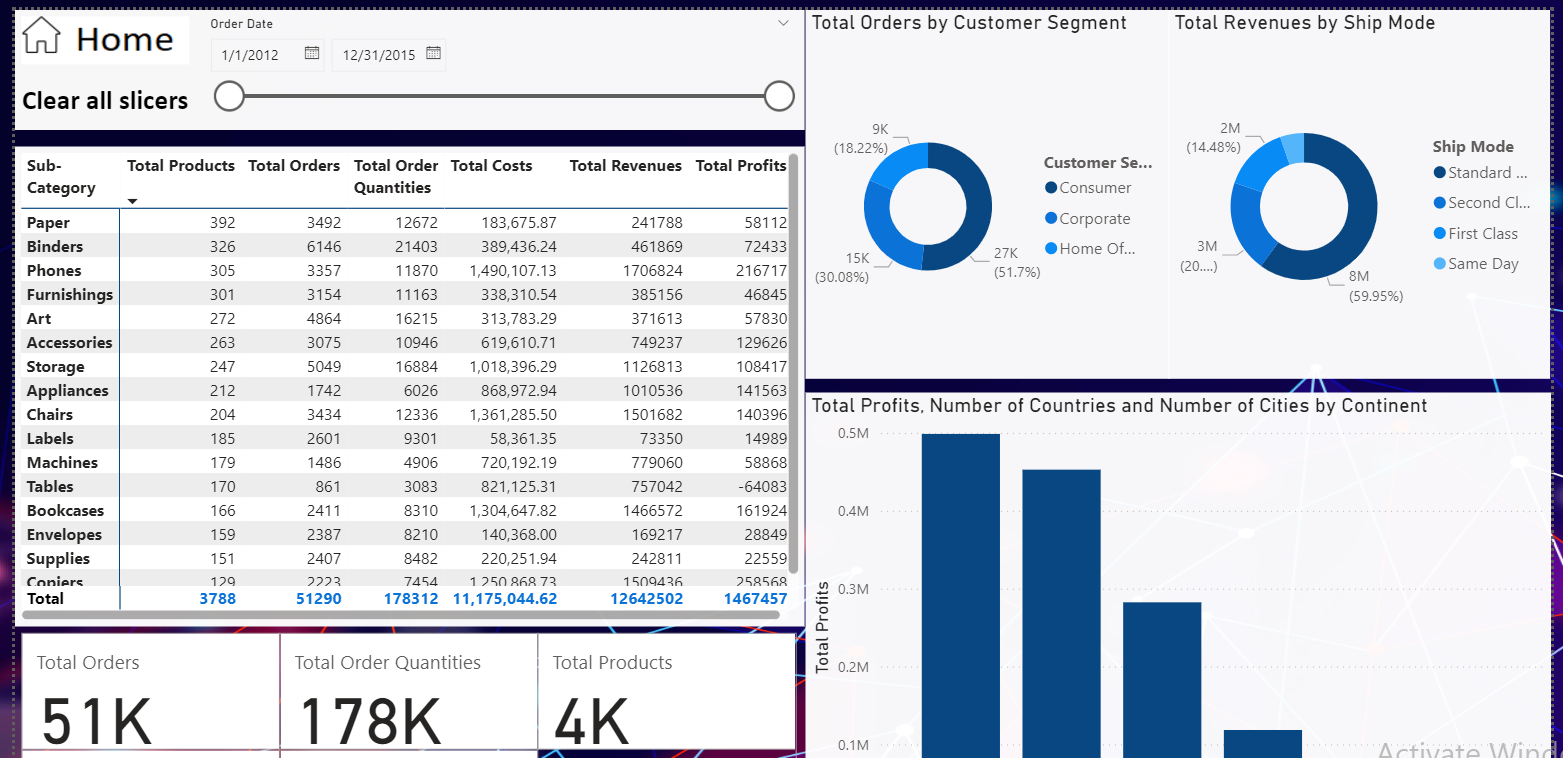 Home
Order Date
1/1/2012
12/31/2015
Clear all slicers
Sub-Category Total Products Total Orders Total Order Quantities Total Costs Total Revenues Total Profits
Paper 392 3492 12672 183,675.87 241788 58112
Binders 326 6146 21403 389,436.24 461869 72433
Phones 305 3357 11870 1,490,107.13 1706824 216717
Furnishings 301 3154 11163 338,310.54 385156 46845
Art 272 4864 16215 313,783.29 371613 57830
Accessories 263 3075 10946 619,610.71 749237 129626
Storage 247 5049 16884 1,018,396.29 1126813 108417
Appliances 212 1742 6026 868,972.94 1010536 141563
Chairs 204 3434 12336 1,361,285.50 1501682 140396
Labels 185 2601 9301 58,361.35 73350 14989
Machines 179 1486 4906 720,192.19 779060 58868
Tables 170 861 3083 821,125.31 757042 -64083
Bookcases 166 2411 8310 1,304,647.82 1466572 161924
Envelopes 159 2387 8210 140,368.00 169217 28849
Supplies 151 2407 8482 220,251.94 242811 22559
Copiers 129 2223 7454 1,250,868.73 1509436 258568
Total 3788 51290 178312 11,175,044.62 12642502 1467457
Total Orders
51K
Total Order Quantities
178K
Total Products
4K
Total Orders by Customer Segment
9K
(18.22%)
15K
(30.08%)
27K
(51.7%)
Customer Se...
Consumer
Corporate
Home Of...
Total Revenues by Ship Mode
2M
(14.48%)
3M
(20....)
8M
(59.95%)
Ship Mode
Standard ...
Second Cl...
First Class
Same Day
Total Profits, Number of Countries and Number of Cities by Continent
Total Profits
0.5M
0.4M
0.3M
0.2M
0.1M
Activate Wind